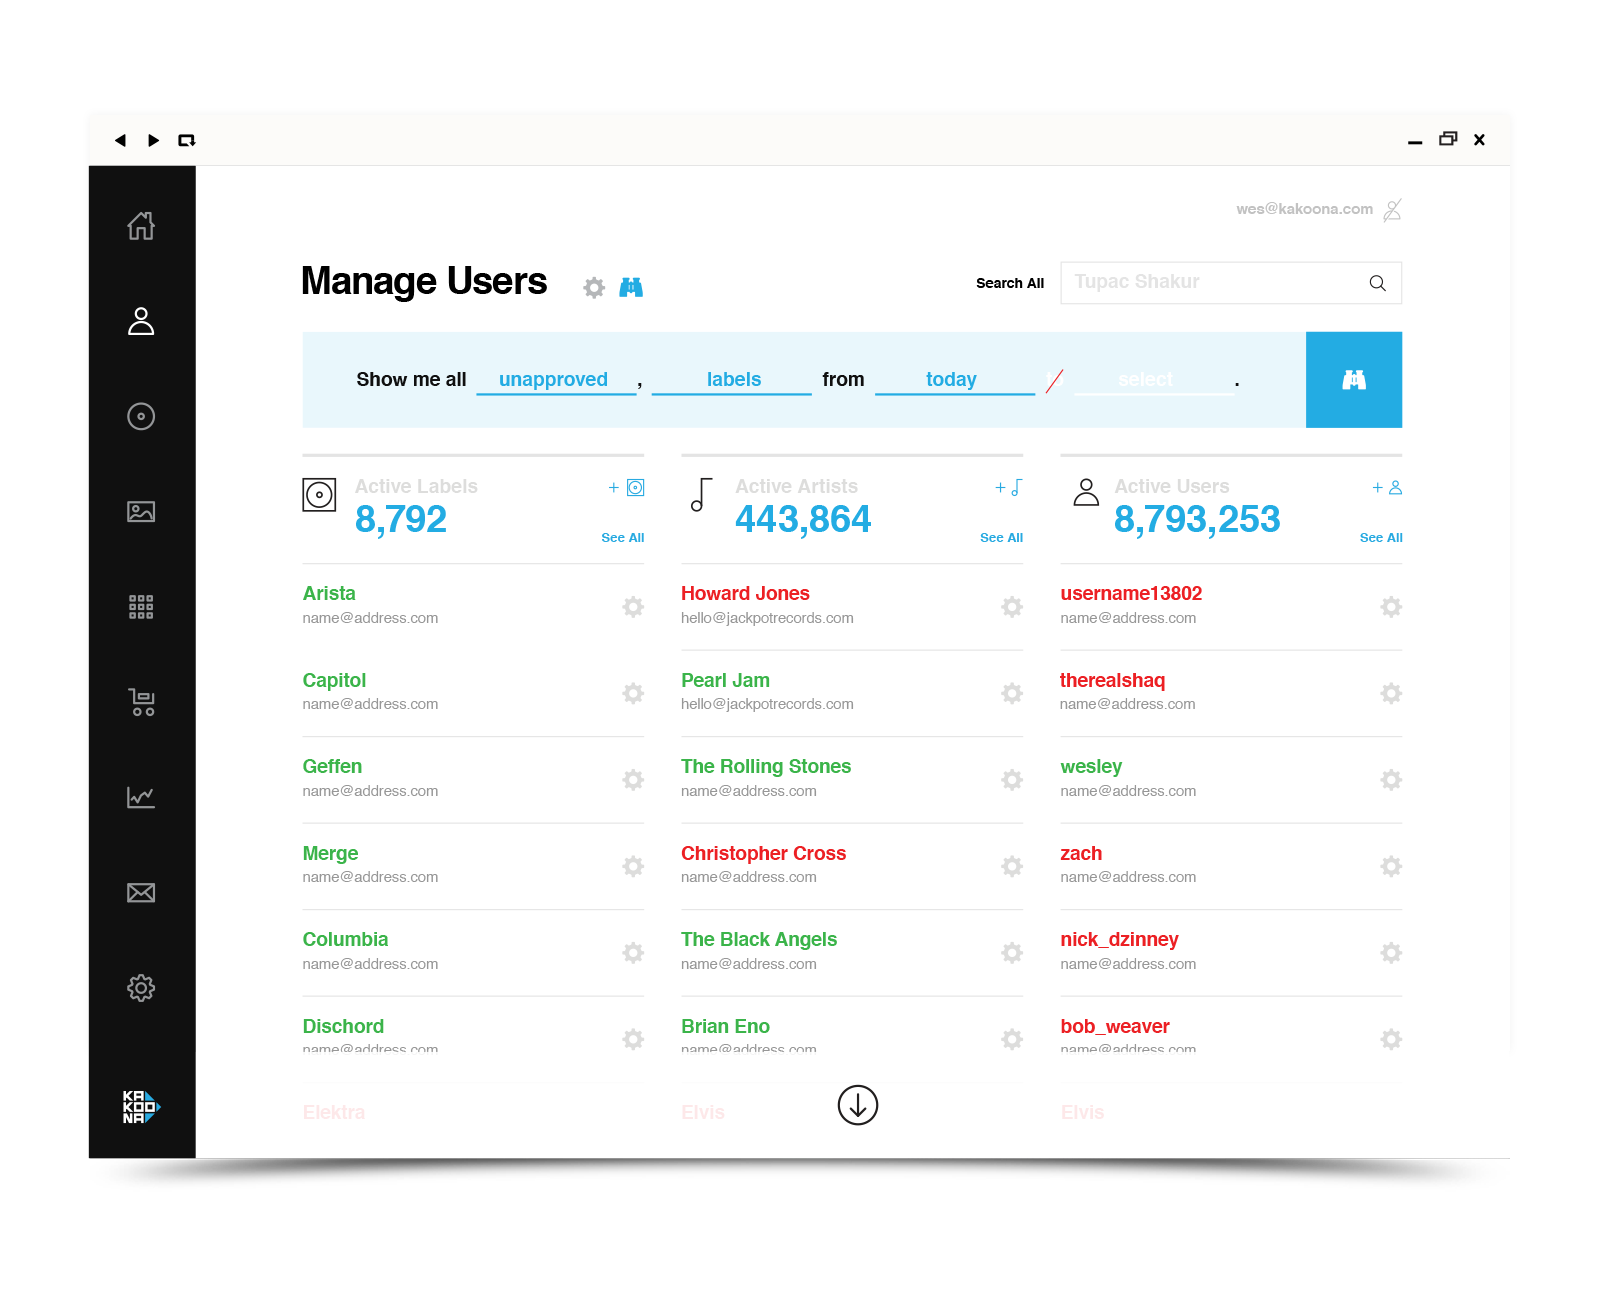 wes@kakoona.com
Manage Users
Search All
Tupac Shakur
Show me all unapproved, labels from today select.
Active Labels
8,792
See All
Active Artists
443,864
See All
Active Users
8,793,253
See All
Arista
name@address.com
Howard Jones
hello@jackpotrecords.com
username13802
name@address.com
Capitol
name@address.com
Pearl Jam
hello@jackpotrecords.com
therealshaq
name@address.com
Geffen
name@address.com
The Rolling Stones
name@address.com
wesley
name@address.com
Merge
name@address.com
Christopher Cross
name@address.com
zach
name@address.com
Columbia
name@address.com
The Black Angels
name@address.com
nick_dzinney
name@address.com
Dischord
name@address.com
Brian Eno
name@address.com
bob_weaver
name@address.com
Elektra
Elvis
Elvis
KA
KOO
NA